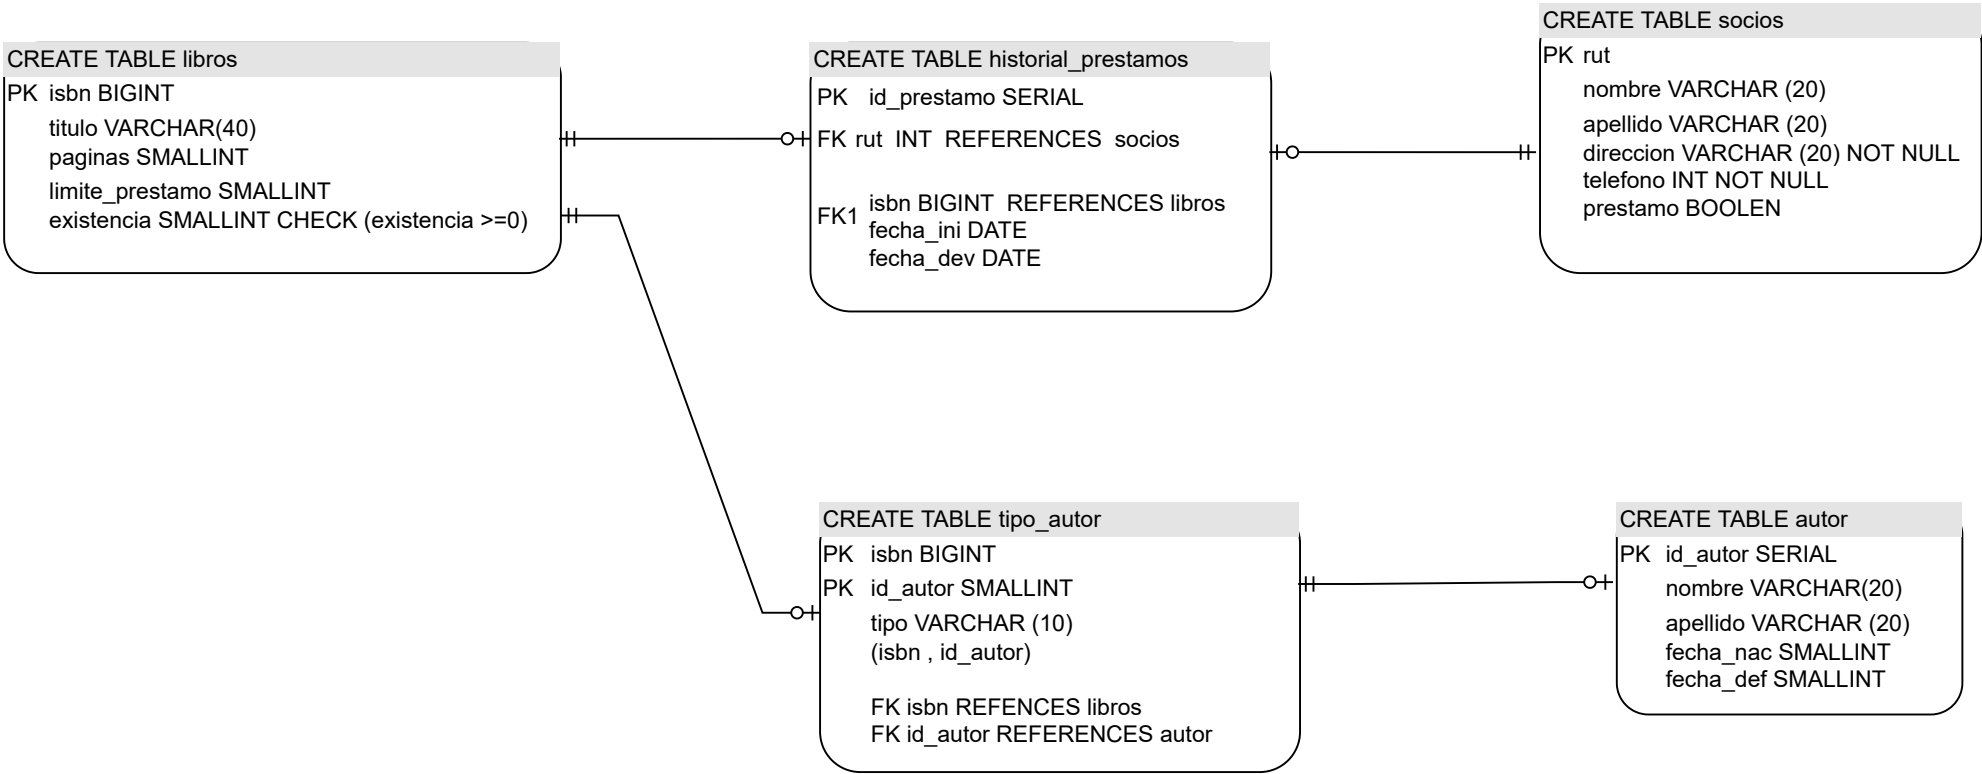 CREATE TABLE libros
PK isbn BIGINT
titulo VARCHAR(40)
paginas SMALLINT
limite_prestamo SMALLINT
existencia SMALLINT CHECK (existencia >=0)
CREATE TABLE historial_prestamos
PK id_prestamo SERIAL
FK rut INT REFERENCES socios
FK1 isbn BIGINT REFERENCES libros
fecha_ini DATE
fecha_dev DATE
CREATE TABLE socios
PK rut
nombre VARCHAR (20)
apellido VARCHAR (20)
direccion VARCHAR (20) NOT NULL
telefono INT NOT NULL
prestamo BOOLEN
CREATE TABLE tipo_autor
PK isbn BIGINT
PK id_autor SMALLINT
tipo VARCHAR (10)
(isbn , id_autor)
FK isbn REFENCES libros
FK id_autor REFERENCES autor
CREATE TABLE autor
PK id_autor SERIAL
nombre VARCHAR(20)
apellido VARCHAR (20)
fecha_nac SMALLINT
fecha_def SMALLINT